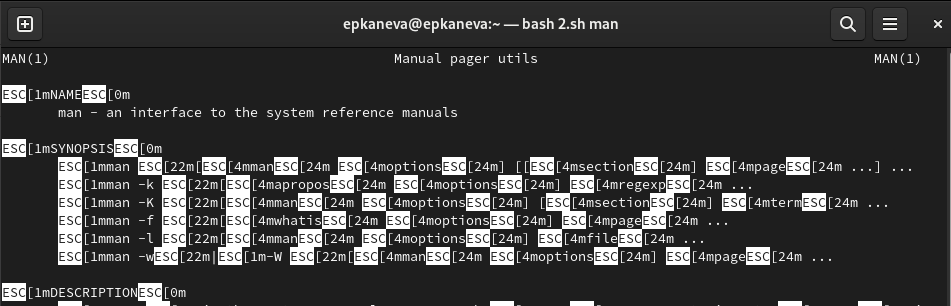 epkaneva@epkaneva:~ — bash 2.sh man
MAN(1) Manual pager utils MAN(1)
ESC[1mNAMEESC[0m
man - an interface to the system reference manuals
ESC[1mSYNOPSISESC[0m
ESC[1mman ESC[22m[ESC[4mmanESC[24m ESC[4moptionsESC[24m] [[ESC[4msectionESC[24m] ESC[4mpageESC[24m ...] ...
ESC[1mman -k ESC[22m[ESC[4maproposESC[24m ESC[4moptionsESC[24m] ESC[4mregexpESC[24m ...
ESC[1mman -K ESC[22m[ESC[4mmanESC[24m ESC[4moptionsESC[24m] [ESC[4msectionESC[24m] ESC[4mtermESC[24m ...
ESC[1mman -f ESC[22m[ESC[4mwhatisESC[24m ESC[4moptionsESC[24m] ESC[4mpageESC[24m ...
ESC[1mman -l ESC[22m[ESC[4mmanESC[24m ESC[4moptionsESC[24m] ESC[4mfileESC[24m ...
ESC[1mman -wESC[22m|ESC[1m-W ESC[22m[ESC[4mmanESC[24m ESC[4moptionsESC[24m] ESC[4mpageESC[24m ...
ESC[1mDESCRIPTIONESC[0m